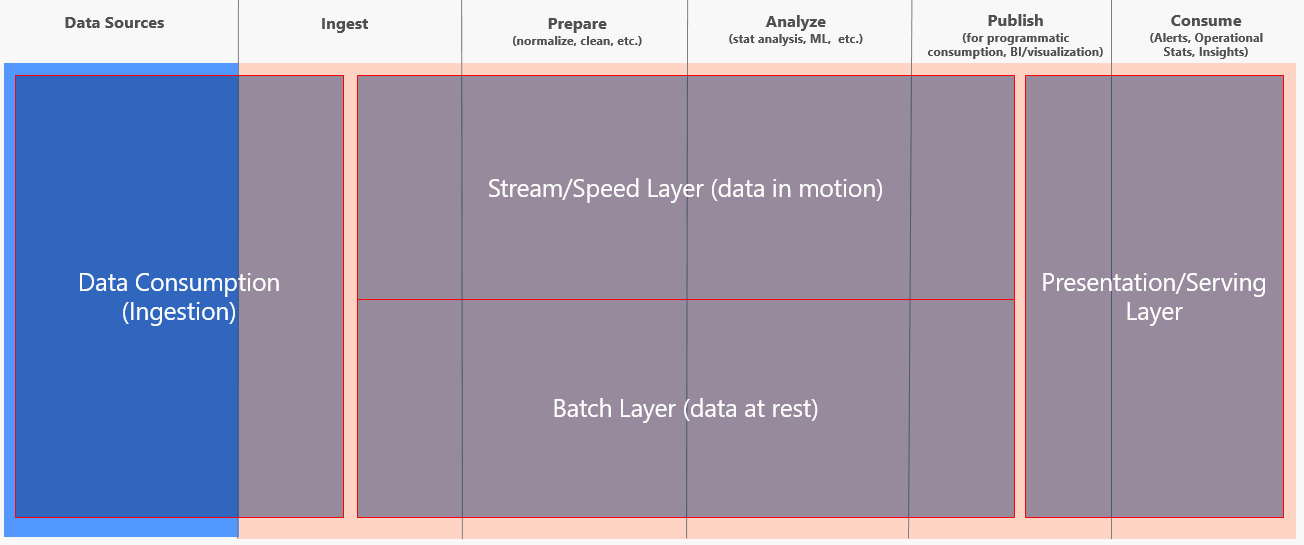 Data Sources
Ingest
Prepare
(normalize, clean, etc.)
Analyze
(stat analysis, ML, etc.)
Publish
(for programmatic
consumption, BI/visualization)
Consume
(Alerts, Operational
Stats, Insights)
Data Consumption
(Ingestion)
Stream/Speed Layer (data in motion)
Batch Layer (data at rest)
Presentation/Serving
Layer